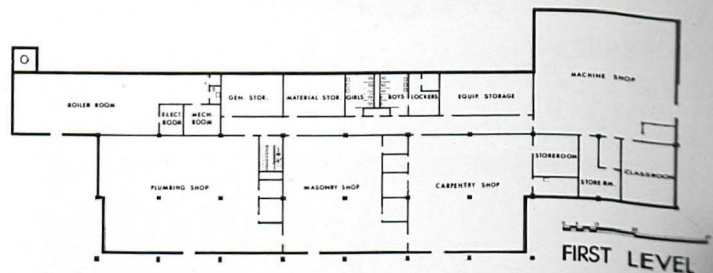 MACHINE SHOP
BOILER ROOM
GEN. STOR.
MATERIAL STOR.
GIRLS
BOYS
LOCKERS
EQUIP. STORAGE
ELECT. ROOM
MECH. ROOM
STOREROOM
STORE RM.
CLASSROOM
PLUMBING SHOP
MASONRY SHOP
CARPENTRY SHOP
FIRST LEVEL